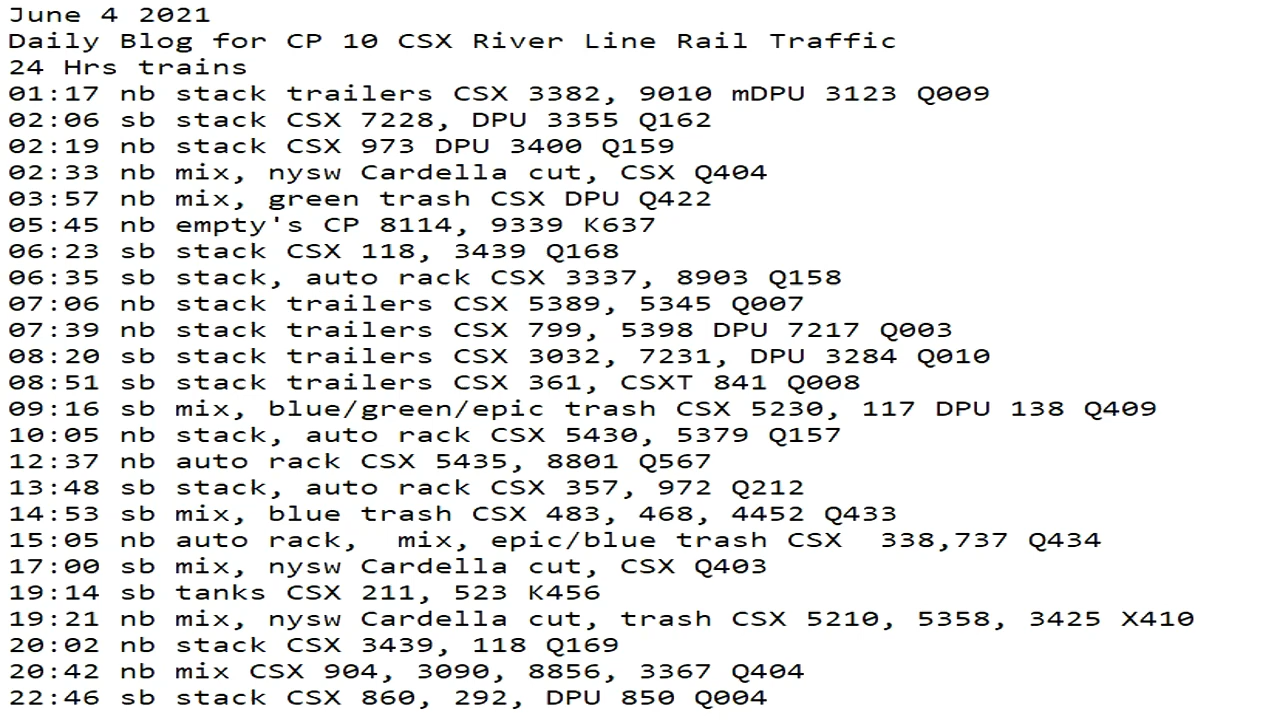 June 4 2021
Daily Blog for CP 10 CSX River Line Rail Traffic
24 Hrs trains
01:17 nb stack trailers CSX 3382, 9010 mDPU 3123 Q009
02:06 sb stack CSX 7228, DPU 3355 Q162
02:19 nb stack CSX 973 DPU 3400 Q159
02:33 nb mix, nysw Cardella cut, CSX Q404
03:57 nb mix, green trash CSX DPU Q422
05:45 nb empty's CP 8114, 9339 K637
06:23 sb stack CSX 118, 3439 Q168
06:35 sb stack, auto rack CSX 3337, 8903 Q158
07:06 nb stack trailers CSX 5389, 5345 Q007
07:39 nb stack trailers CSX 799, 5398 DPU 7217 Q003
08:20 sb stack trailers CSX 3032, 7231, DPU 3284 Q010
08:51 sb stack trailers CSX 361, CSXT 841 Q008
09:16 sb mix, blue/green/epic trash CSX 5230, 117 DPU 138 Q409
10:05 nb stack, auto rack CSX 5430, 5379 Q157
12:37 nb auto rack CSX 5435, 8801 Q567
13:48 sb stack, auto rack CSX 357, 972 Q212
14:53 sb mix, blue trash CSX 483, 468, 4452 Q433
15:05 nb auto rack,  mix, epic/blue trash CSX  338,737 Q434
17:00 sb mix, nysw Cardella cut, CSX Q403
19:14 sb tanks CSX 211, 523 K456
19:21 nb mix, nysw Cardella cut, trash CSX 5210, 5358, 3425 X410
20:02 nb stack CSX 3439, 118 Q169
20:42 nb mix CSX 904, 3090, 8856, 3367 Q404
22:46 sb stack CSX 860, 292, DPU 850 Q004